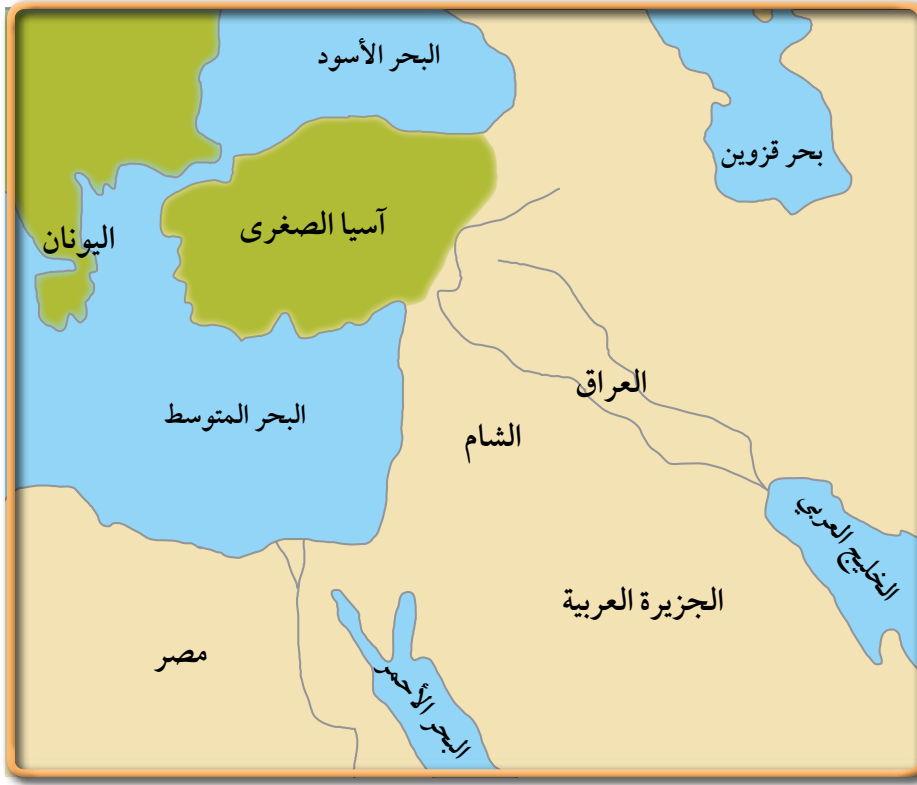 البحر الأسود
بحر قزوين
آسيا الصغرى
اليونان
العراق
البحر المتوسط
الشام
الخليج العربي
الجزيرة العربية
مصر
البحر الأحمر